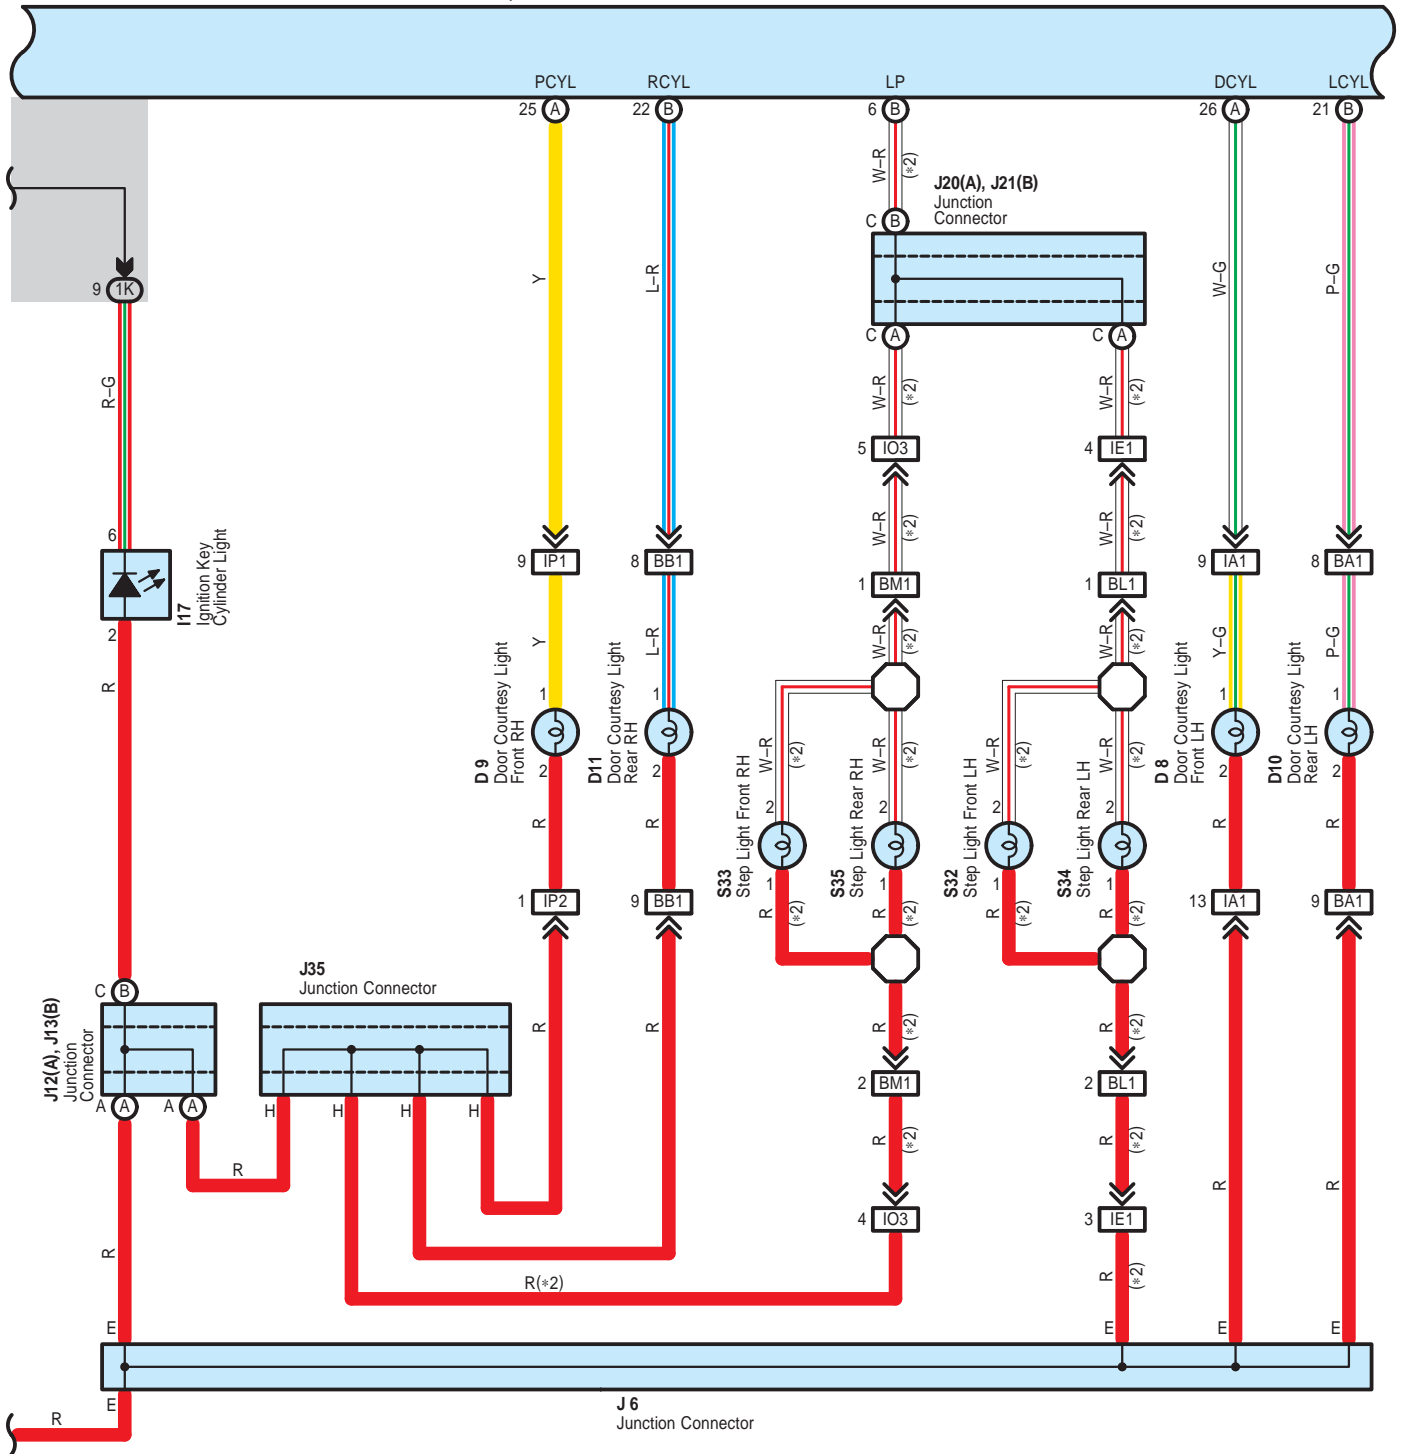 PCYL RCYL LP DCYL LCYL
25 A 22 B 6 B 26 A 21 B
W–R
(*2)
J20(A), J21(B)
Junction
Connector
C B
9 1K
Y
L–R
W–G
P–G
C A C A
R–G
W–R
(*2)
W–R
(*2)
5 IO3 4 IE1
W–R
(*2)
W–R
(*2)
6
9 IP1 8 BB1 1 BM1 1 BL1 9 IA1 8 BA1
I17
Ignition Key
Cylinder Light
2
R
Y
L–R
W–R
(*2)
W–R
(*2)
Y–G
P–G
1 1 1 1
D 9
Door Courtesy Light
Front RH
D11
Door Courtesy Light
Rear RH
D 8
Door Courtesy Light
Front LH
D10
Door Courtesy Light
Rear LH
2 2 2 2
W–R
(*2)
W–R
(*2)
W–R
(*2)
W–R
(*2)
2 2 2 2
S33
Step Light Front RH
S35
Step Light Rear RH
S32
Step Light Front LH
S34
Step Light Rear LH
R
R
R
R
1 1 1 1
R
(*2)
R
(*2)
R
(*2)
R
(*2)
1 IP2 9 BB1 13 IA1 9 BA1
J35
Junction Connector
C B
J12(A), J13(B)
Junction
Connector
R
R
R
(*2)
R
(*2)
2 BM1 2 BL1
A A A A H H H H
R
(*2)
R
(*2)
R
R
R
4 IO3 3 IE1
R
R(*2)
R
(*2)
E E E E
E
R
J 6
Junction Connector